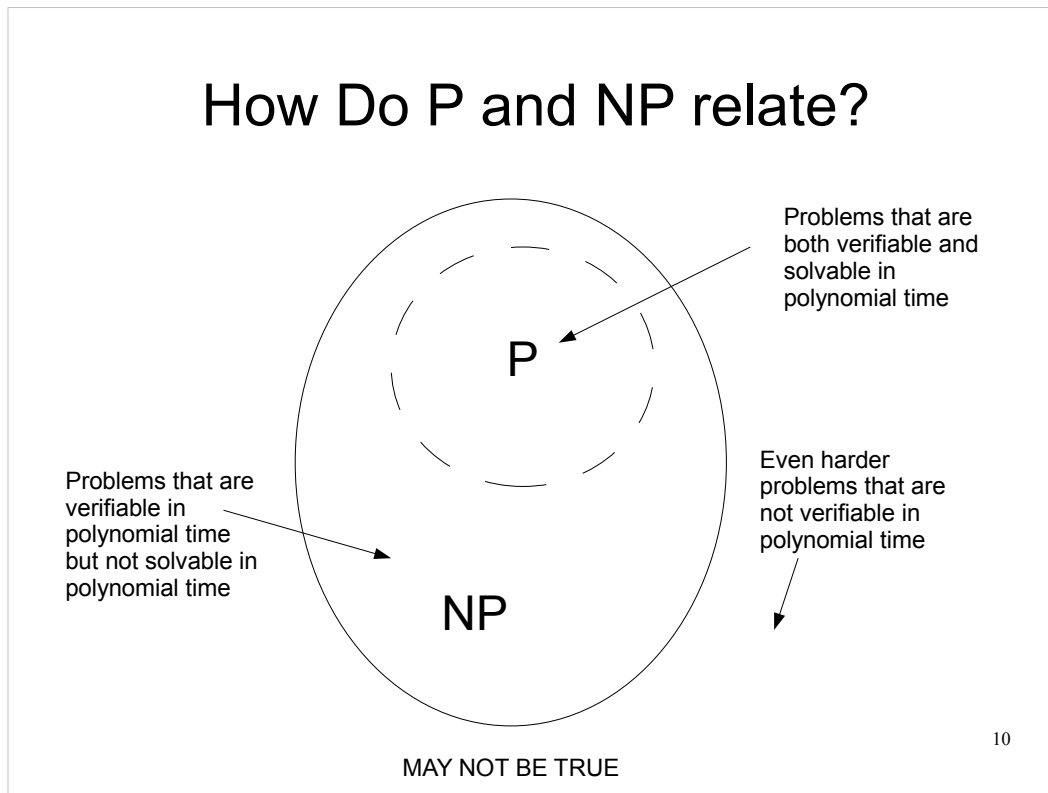 How Do P and NP relate?
Problems that are
both verifiable and
solvable in
polynomial time
P
Problems that are
verifiable in
polynomial time
but not solvable in
polynomial time
Even harder
problems that are
not verifiable in
polynomial time
NP
MAY NOT BE TRUE
10